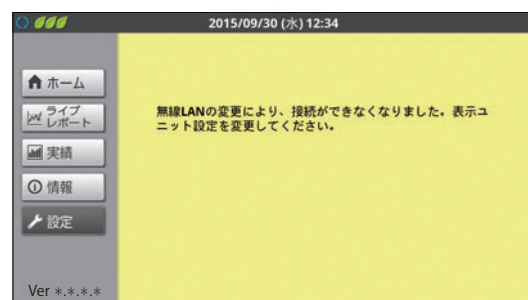 2015/09/30 (水) 12:34
ホーム
ライブ
レポート
実績
情報
設定
Ver *.*.*.*
無線LANの変更により、接続ができなくなりました。表示ユ
ニット設定を変更してください。